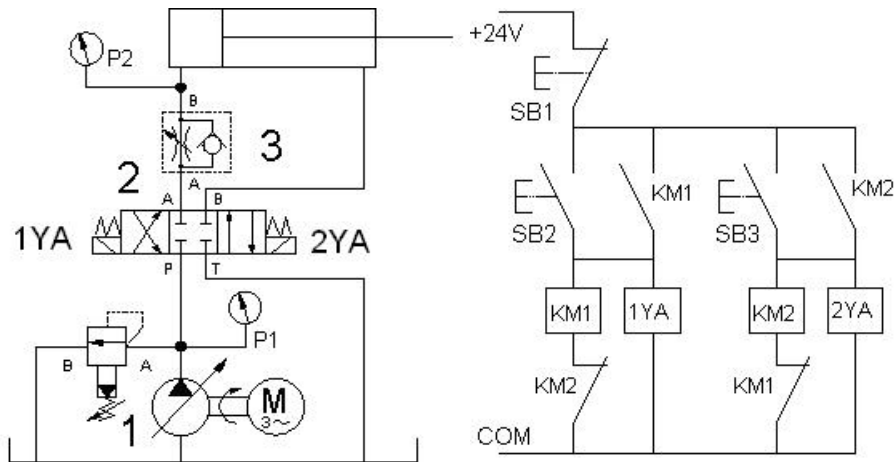 P2
B
3
A
2
A B
1YA
2YA
P T
P1
B A
1
M
3~
+24V
SB1
KM1
KM2
SB2
SB3
KM1
1YA
KM2
2YA
KM2
KM1
COM